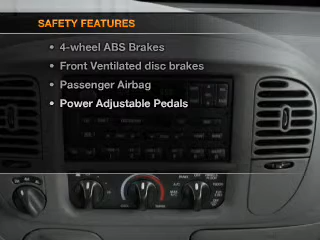 SAFETY FEATURES
• 4-wheel ABS Brakes
• Front Ventilated disc brakes
• Passenger Airbag
• Power Adjustable Pedals